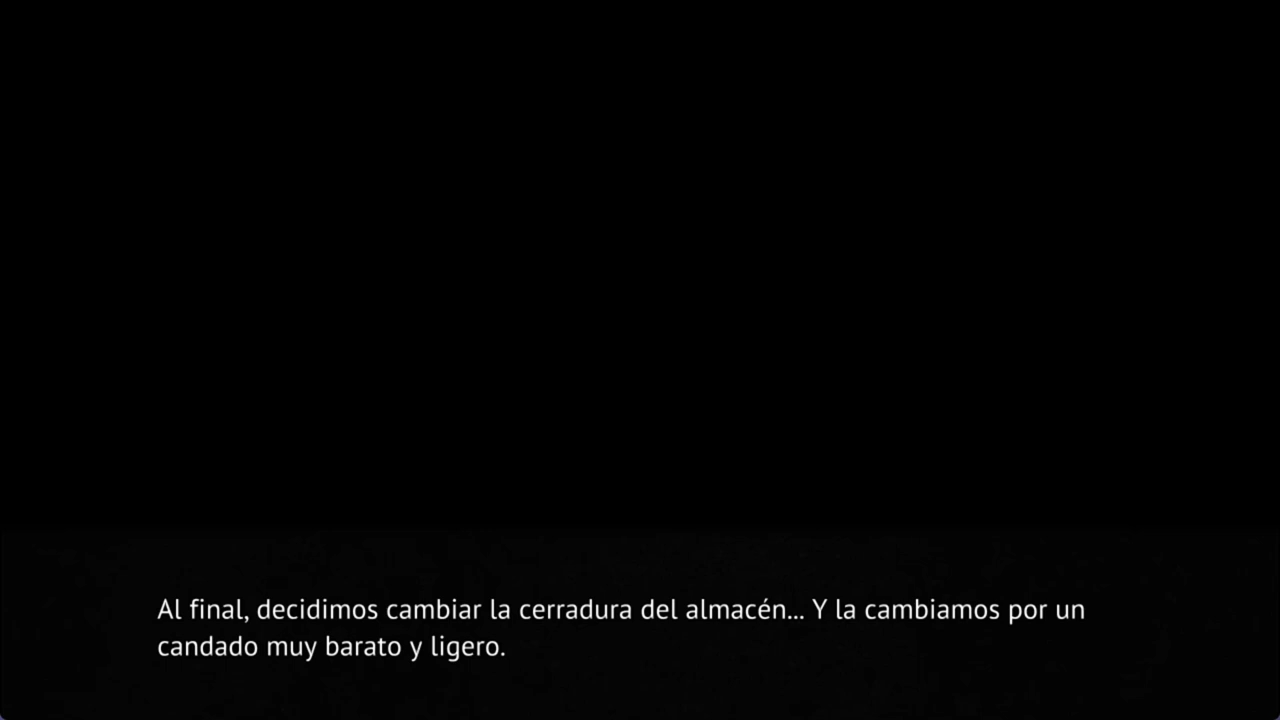 Al final, decidimos cambiar la cerradura del almacén... Y la cambiamos por un
candado muy barato y ligero.